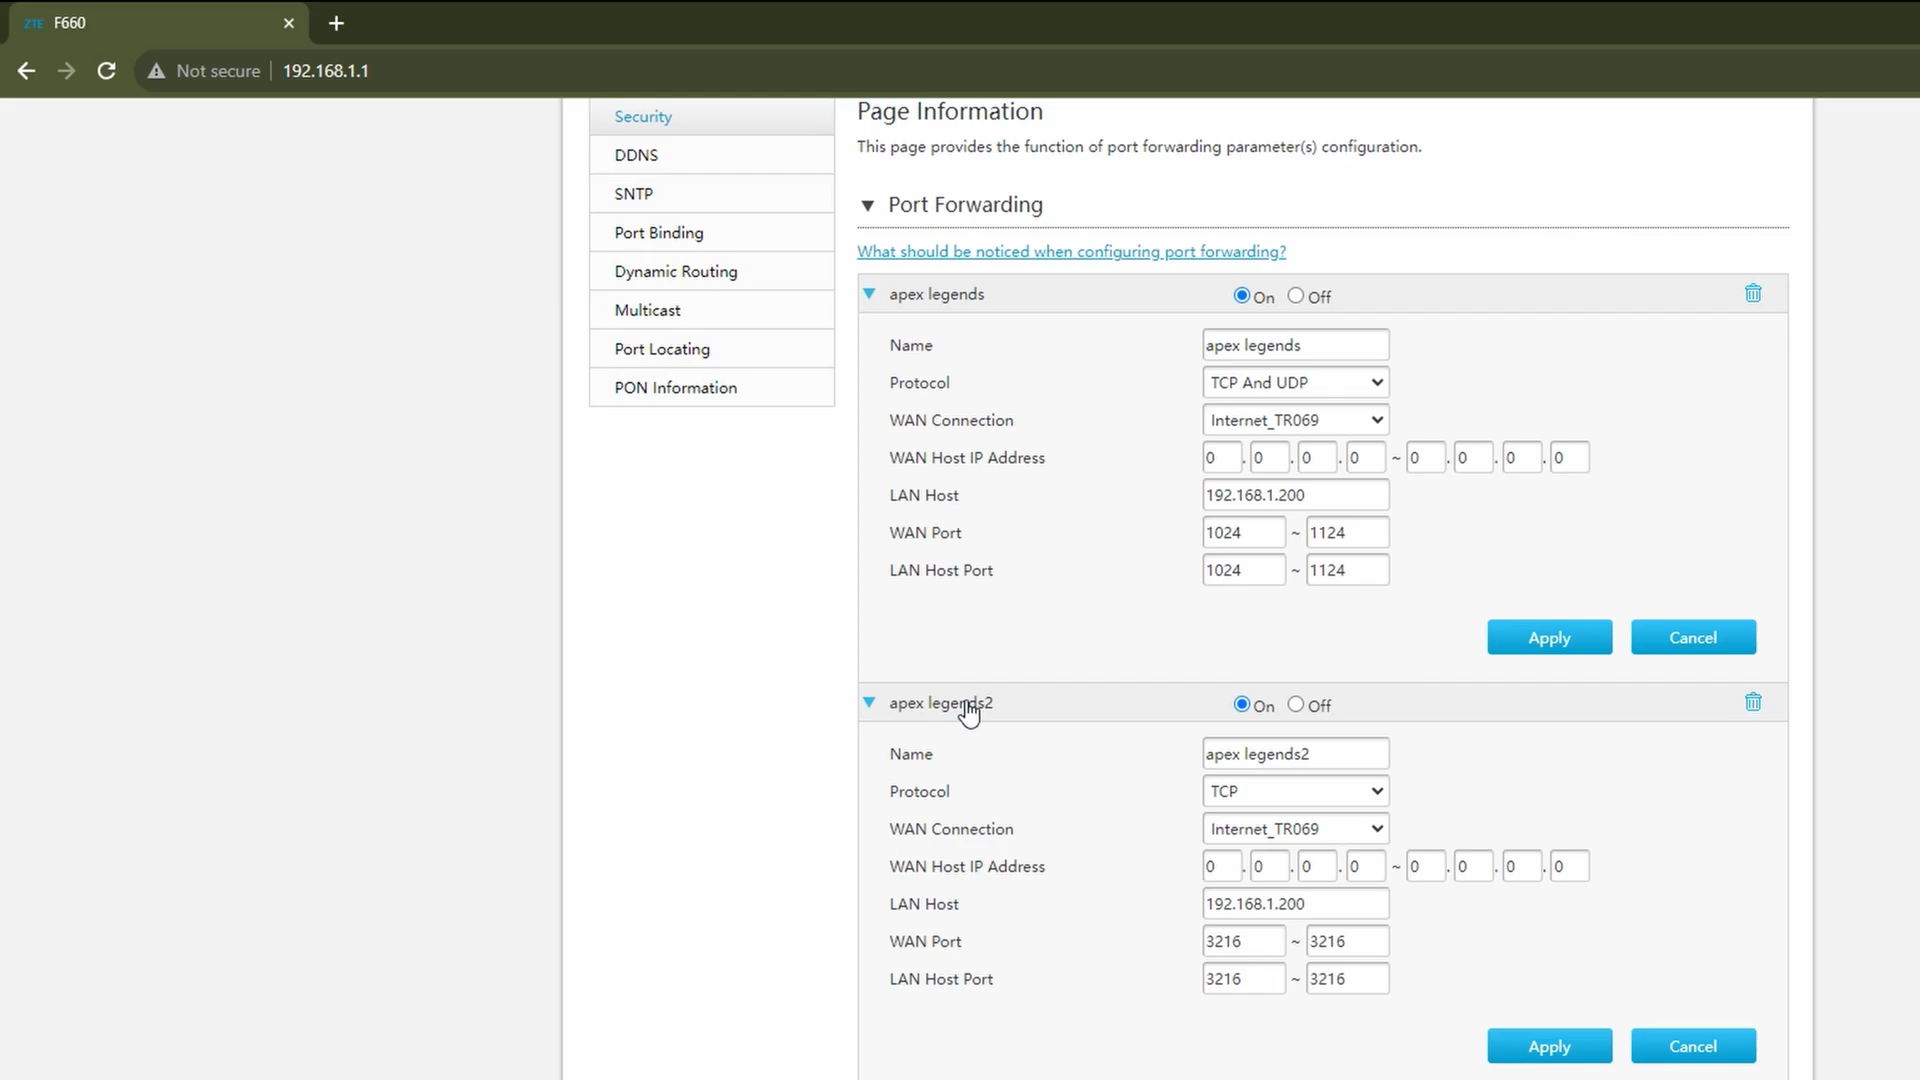 ZTE F660
Not secure 192.168.1.1
Security
DDNS
SNTP
Port Binding
Dynamic Routing
Multicast
Port Locating
PON Information
Page Information
This page provides the function of port forwarding parameter(s) configuration.
Port Forwarding
What should be noticed when configuring port forwarding?
apex legends On Off
Name apex legends
Protocol TCP And UDP
WAN Connection Internet_TR069
WAN Host IP Address 0 . 0 . 0 . 0 ~ 0 . 0 . 0 . 0
LAN Host 192.168.1.200
WAN Port 1024 ~ 1124
LAN Host Port 1024 ~ 1124
Apply Cancel
apex legends2 On Off
Name apex legends2
Protocol TCP
WAN Connection Internet_TR069
WAN Host IP Address 0 . 0 . 0 . 0 ~ 0 . 0 . 0 . 0
LAN Host 192.168.1.200
WAN Port 3216 ~ 3216
LAN Host Port 3216 ~ 3216
Apply Cancel